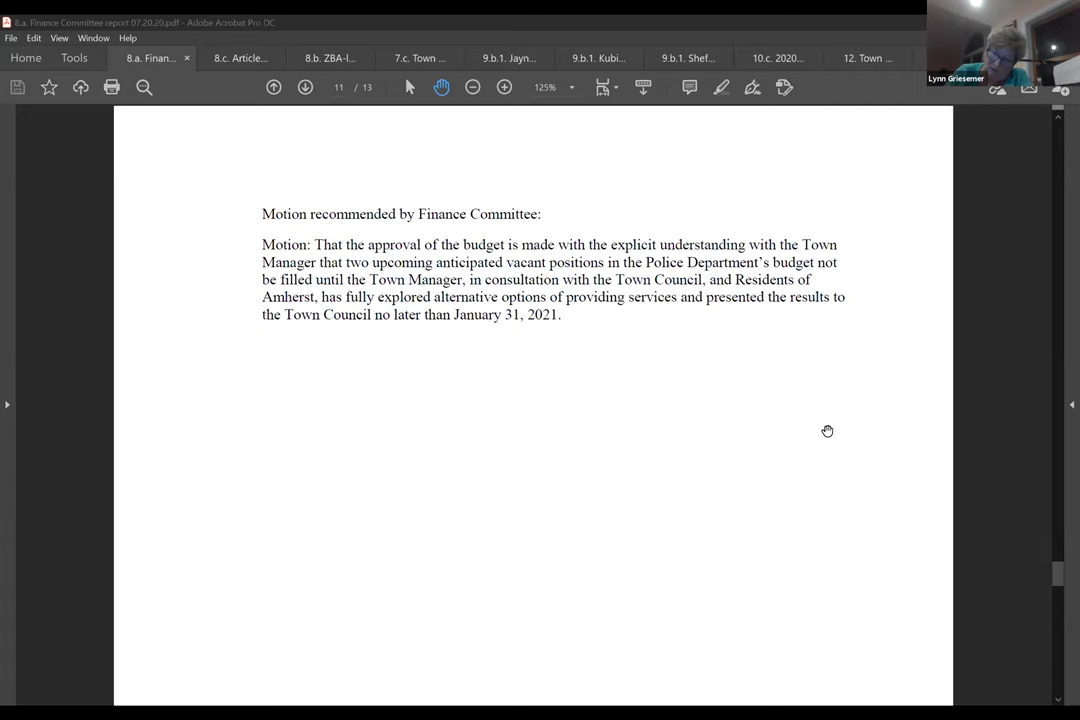 8.a. Finance Committee report 07.20.20.pdf - Adobe Acrobat Pro DC
File Edit View Window Help
Home Tools 8.a. Finan... × 8.c. Article... 8.b. ZBA-l... 7.c. Town ... 9.b.1. Jayn... 9.b.1. Kubi... 9.b.1. Shef... 10.c. 2020... 12. Town ...
Lynn Griesemer
11 / 13 125%
Motion recommended by Finance Committee:
Motion: That the approval of the budget is made with the explicit understanding with the Town
Manager that two upcoming anticipated vacant positions in the Police Department’s budget not
be filled until the Town Manager, in consultation with the Town Council, and Residents of
Amherst, has fully explored alternative options of providing services and presented the results to
the Town Council no later than January 31, 2021.